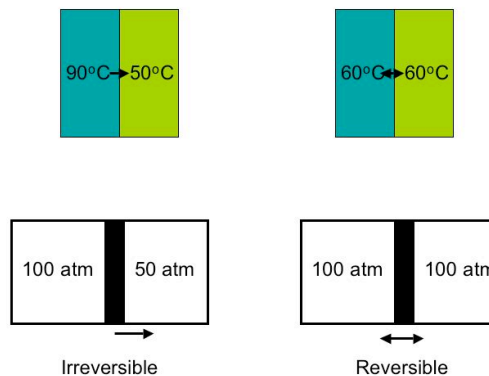 90°C 50°C
60°C 60°C
100 atm 50 atm
100 atm 100 atm
Irreversible
Reversible